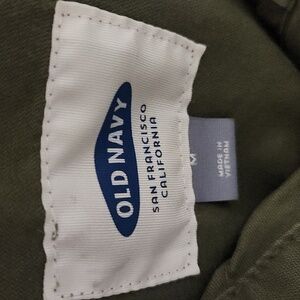 OLD NAVY
SAN FRANCISCO
CALIFORNIA
M
MADE IN
VIETNAM